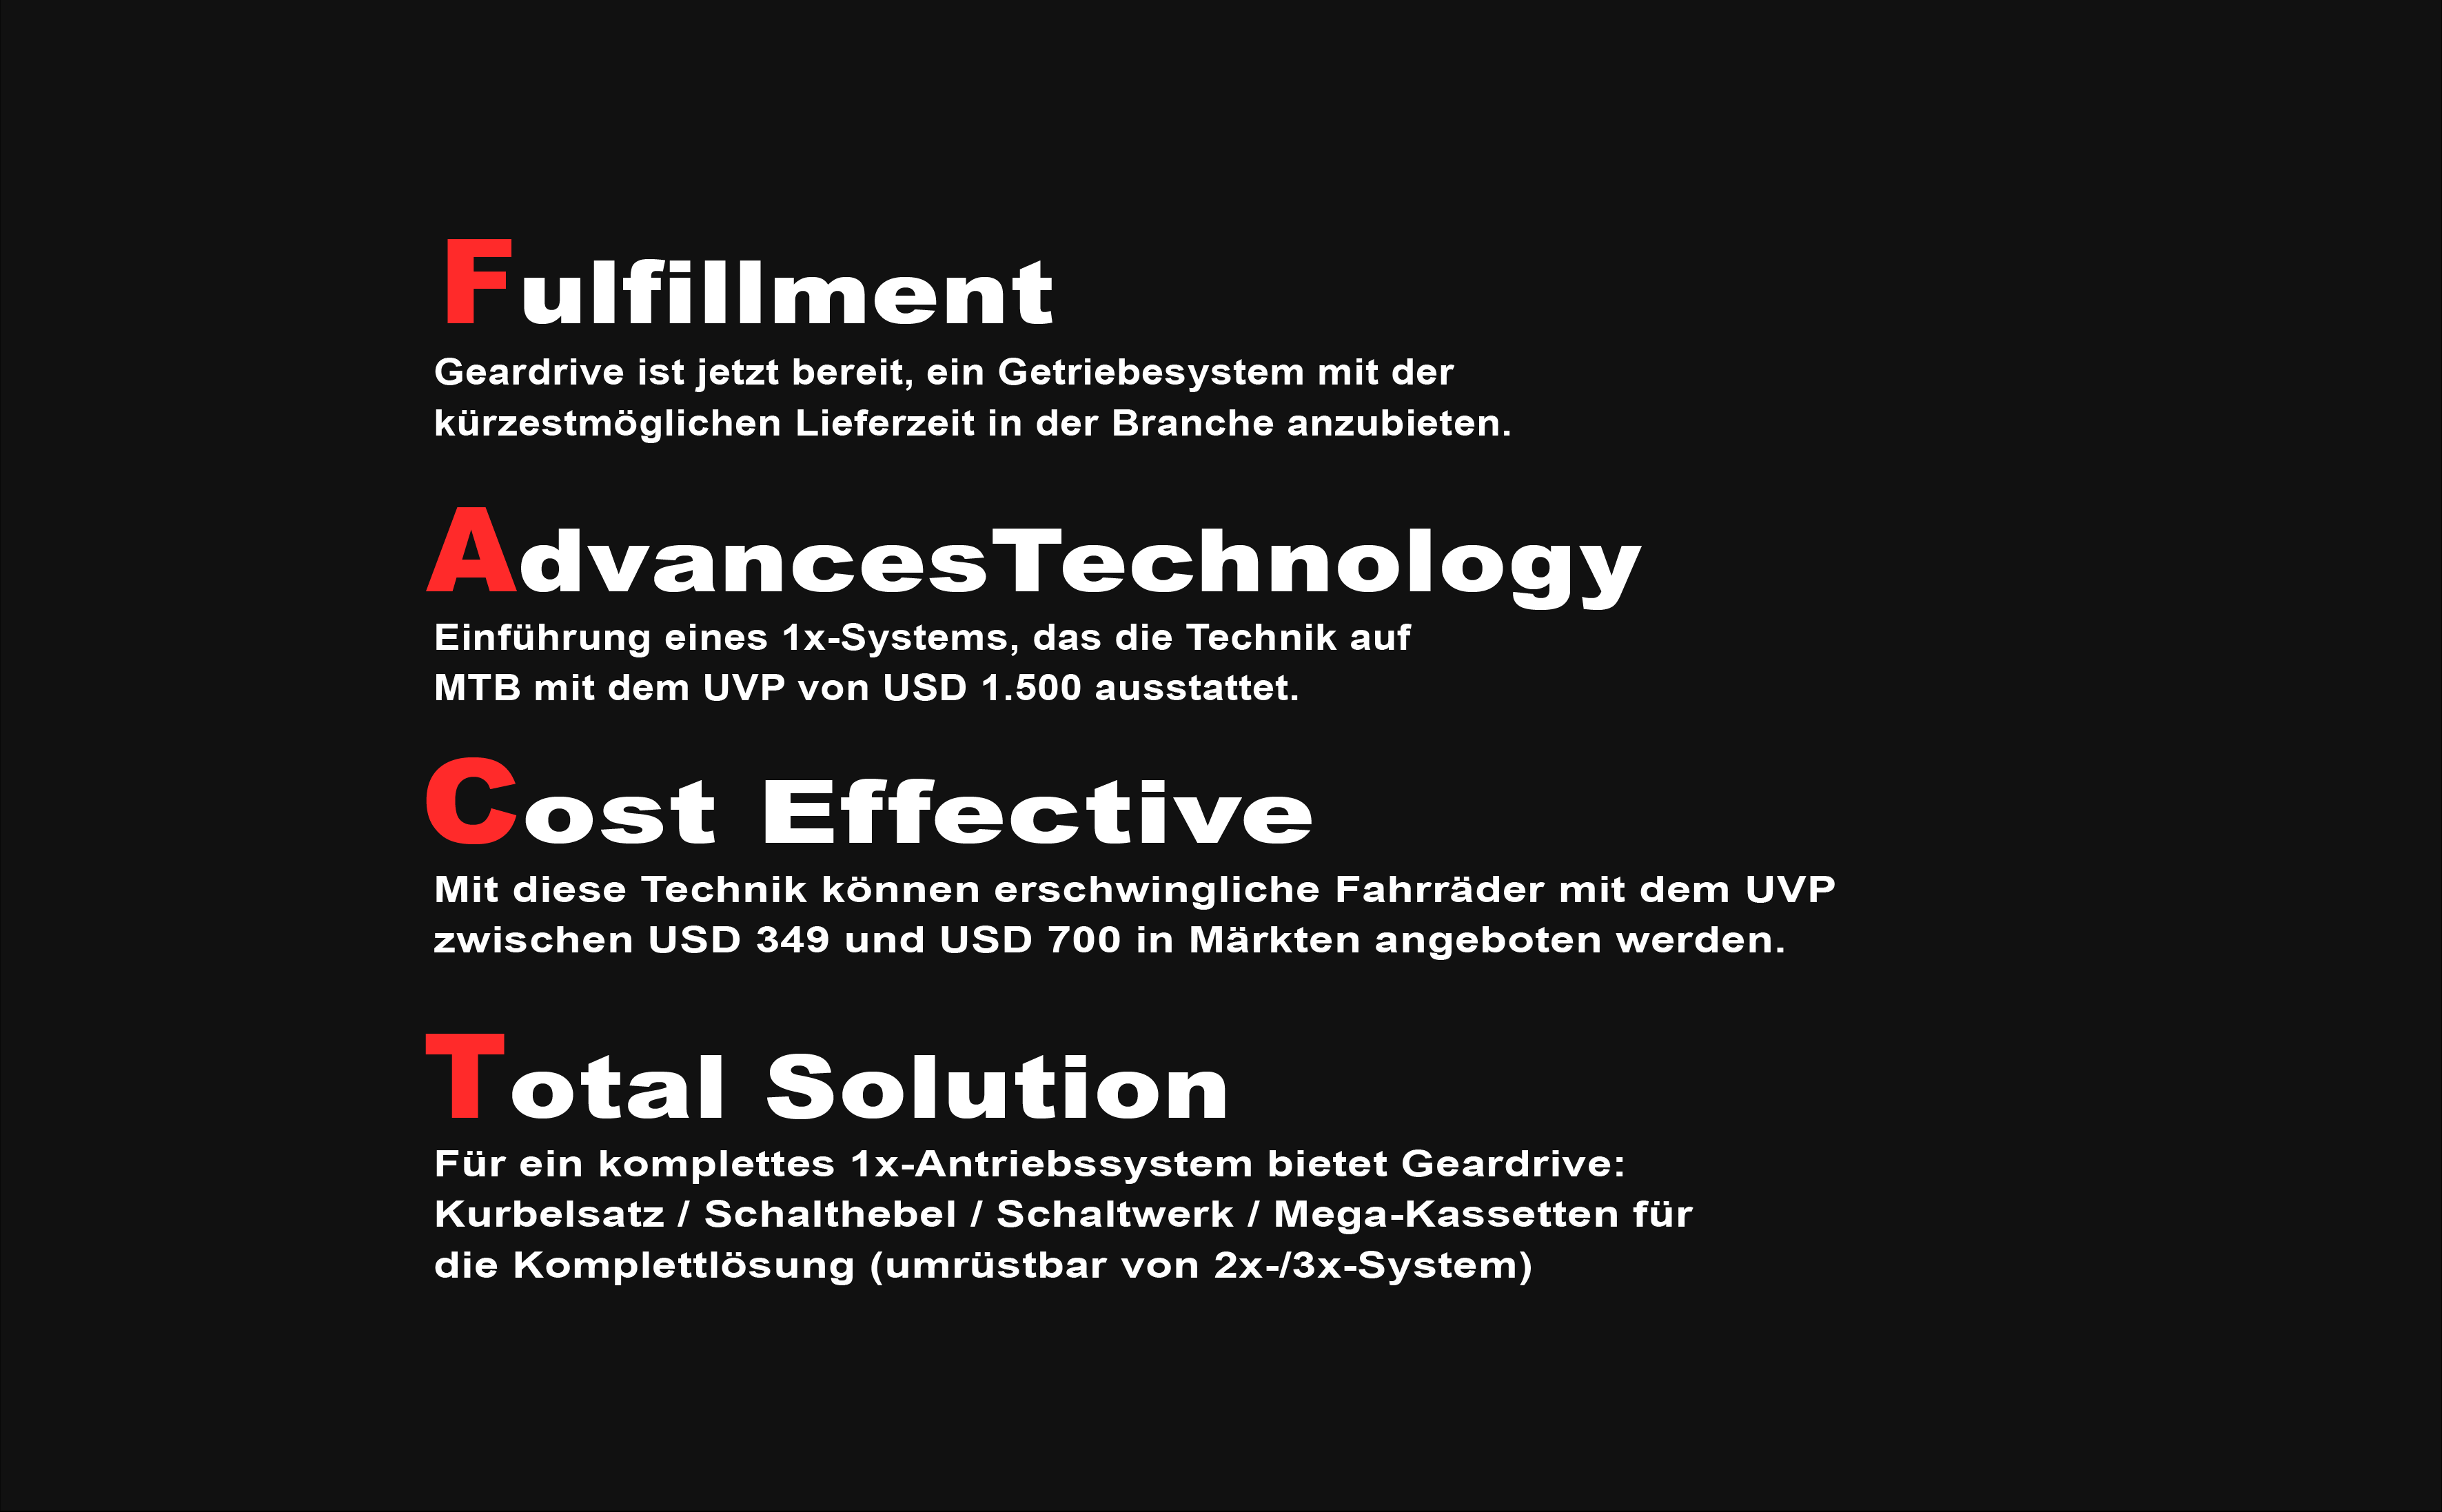 Fulfillment
Geardrive ist jetzt bereit, ein Getriebesystem mit der
kürzestmöglichen Lieferzeit in der Branche anzubieten.
AdvancesTechnology
Einführung eines 1x-Systems, das die Technik auf
MTB mit dem UVP von USD 1.500 ausstattet.
Cost Effective
Mit diese Technik können erschwingliche Fahrräder mit dem UVP
zwischen USD 349 und USD 700 in Märkten angeboten werden.
Total Solution
Für ein komplettes 1x-Antriebssystem bietet Geardrive:
Kurbelsatz / Schalthebel / Schaltwerk / Mega-Kassetten für
die Komplettlösung (umrüstbar von 2x-/3x-System)